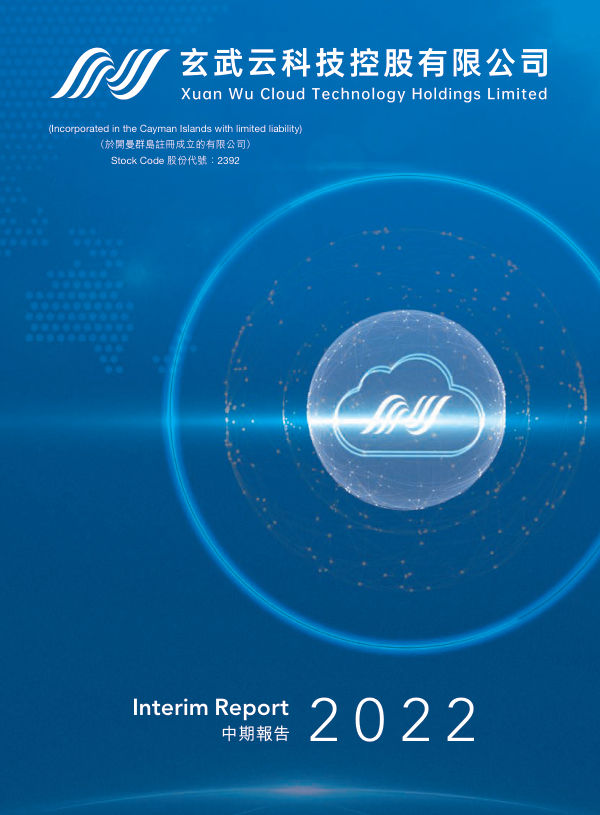 玄武云科技控股有限公司
Xuan Wu Cloud Technology Holdings Limited
(Incorporated in the Cayman Islands with limited liability)
（於開曼群島註冊成立的有限公司）
Stock Code 股份代號：2392
Interim Report
中期報告
2022